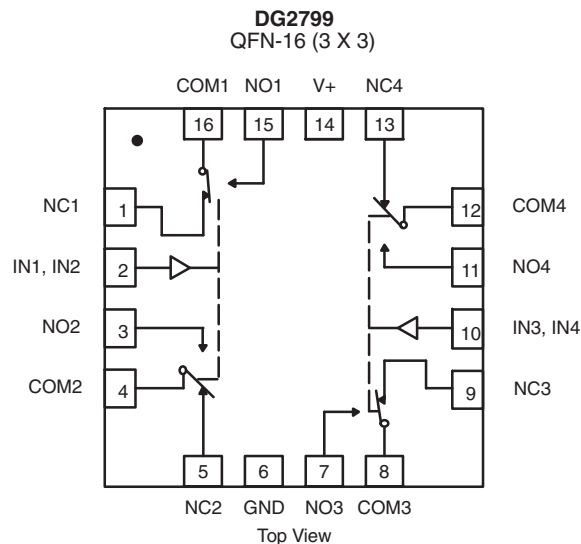 DG2799
QFN-16 (3 X 3)
COM1 NO1 V+ NC4
16 15 14 13
NC1 1 12 COM4
IN1, IN2 2 11 NO4
NO2 3 10 IN3, IN4
COM2 4 9 NC3
5 6 7 8
NC2 GND NO3 COM3
Top View